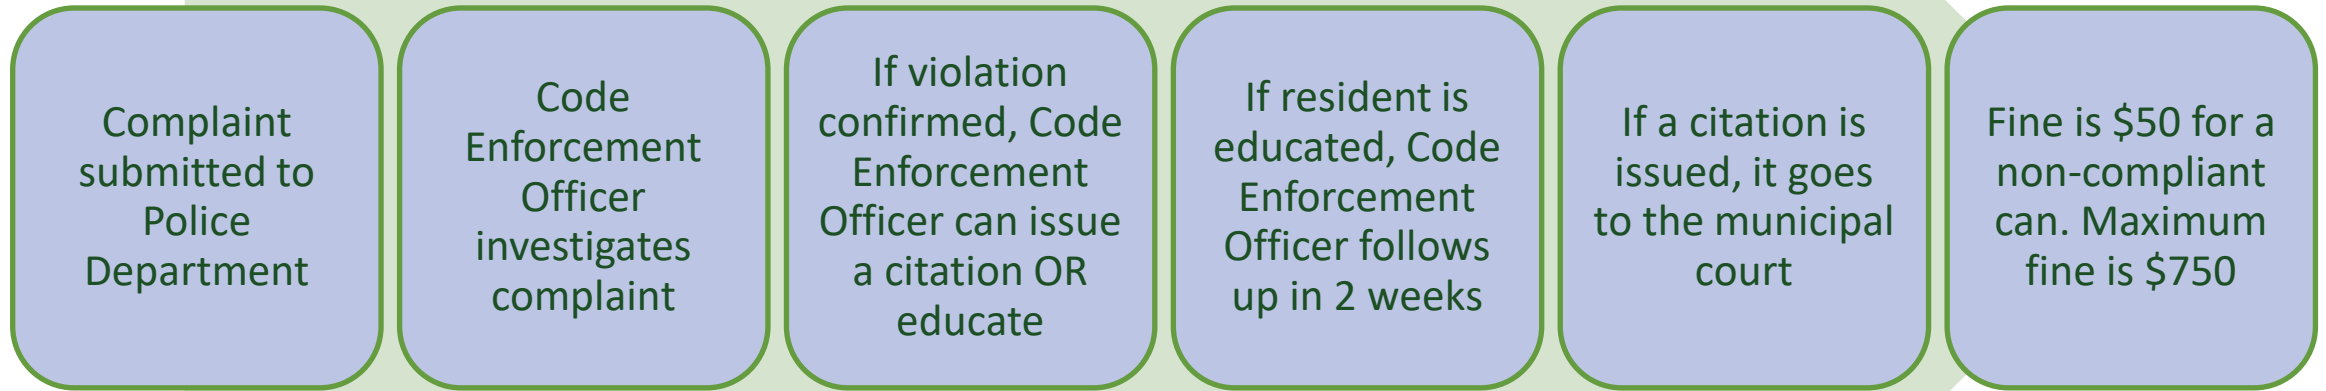 Complaint
submitted to
Police
Department
Code
Enforcement
Officer
investigates
complaint
If violation
confirmed, Code
Enforcement
Officer can issue
a citation OR
educate
If resident is
educated, Code
Enforcement
Officer follows
up in 2 weeks
If a citation is
issued, it goes
to the municipal
court
Fine is $50 for a
non-compliant
can. Maximum
fine is $750